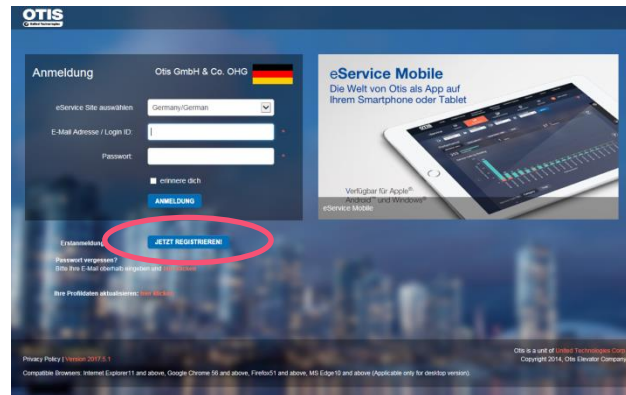 OTIS
Anmeldung
Otis GmbH & Co. OHG
eService Site auswählen
Germany/German
E-Mail Adresse / Login ID:
*
Passwort:
*
erinnere dich
ANMELDUNG
Erstanmeldung
JETZT REGISTRIEREN!
Passwort vergessen?
Bitte Ihre E-Mail oberhalb eingeben und hier klicken
Ihre Profildaten aktualisieren: hier klicken
eService Mobile
Die Welt von Otis als App auf
Ihrem Smartphone oder Tablet
Verfügbar für Apple®,
Android™ und Windows®
eService Mobile
Privacy Policy | Version 2017.5.1
Otis is a unit of United Technologies Corp
Copyright 2014, Otis Elevator Company
Compatible Browsers: Internet Explorer11 and above, Google Chrome 56 and above, Firefox51 and above, MS Edge10 and above (Applicable only for desktop version).